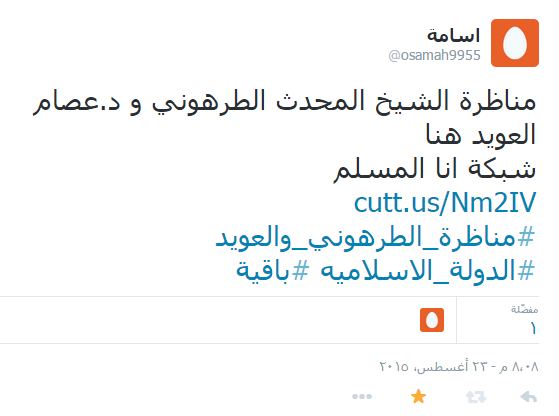 اسامة
@osamah9955
مناظرة الشيخ المحدث الطرهوني و د.عصام
العويد هنا
شبكة انا المسلم
cutt.us/Nm2IV
#مناظرة_الطرهوني_والعويد
#الدولة_الاسلاميه #باقية
مفضّلة
١
٨،٠٨ م - ٢٣ أغسطس، ٢٠١٥